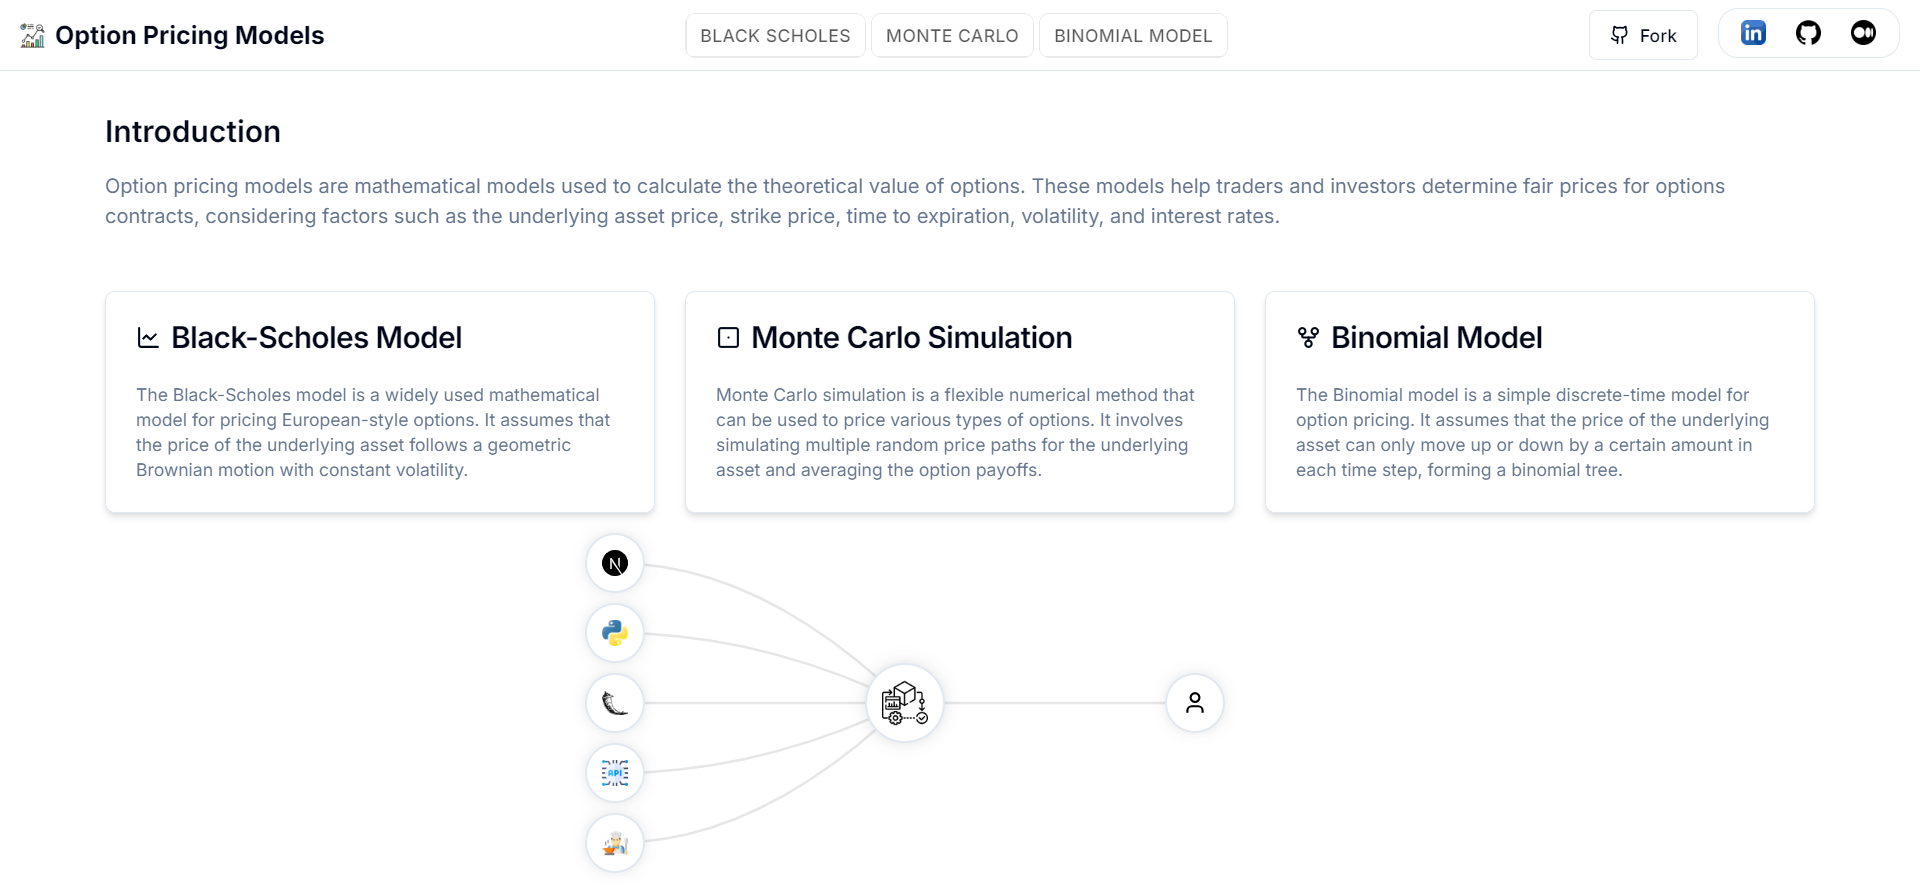 Option Pricing Models
BLACK SCHOLES
MONTE CARLO
BINOMIAL MODEL
Fork
in
Introduction
Option pricing models are mathematical models used to calculate the theoretical value of options. These models help traders and investors determine fair prices for options
contracts, considering factors such as the underlying asset price, strike price, time to expiration, volatility, and interest rates.
Black-Scholes Model
The Black-Scholes model is a widely used mathematical
model for pricing European-style options. It assumes that
the price of the underlying asset follows a geometric
Brownian motion with constant volatility.
Monte Carlo Simulation
Monte Carlo simulation is a flexible numerical method that
can be used to price various types of options. It involves
simulating multiple random price paths for the underlying
asset and averaging the option payoffs.
Binomial Model
The Binomial model is a simple discrete-time model for
option pricing. It assumes that the price of the underlying
asset can only move up or down by a certain amount in
each time step, forming a binomial tree.
N
API